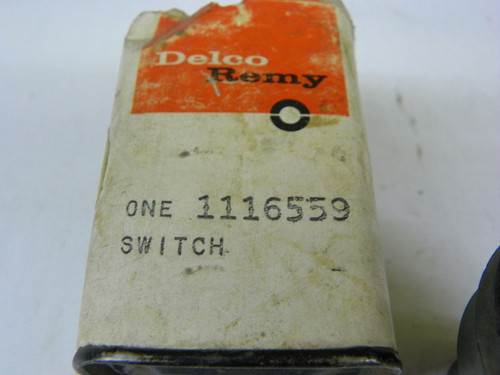 Delco
Remy
ONE 1116559
SWITCH